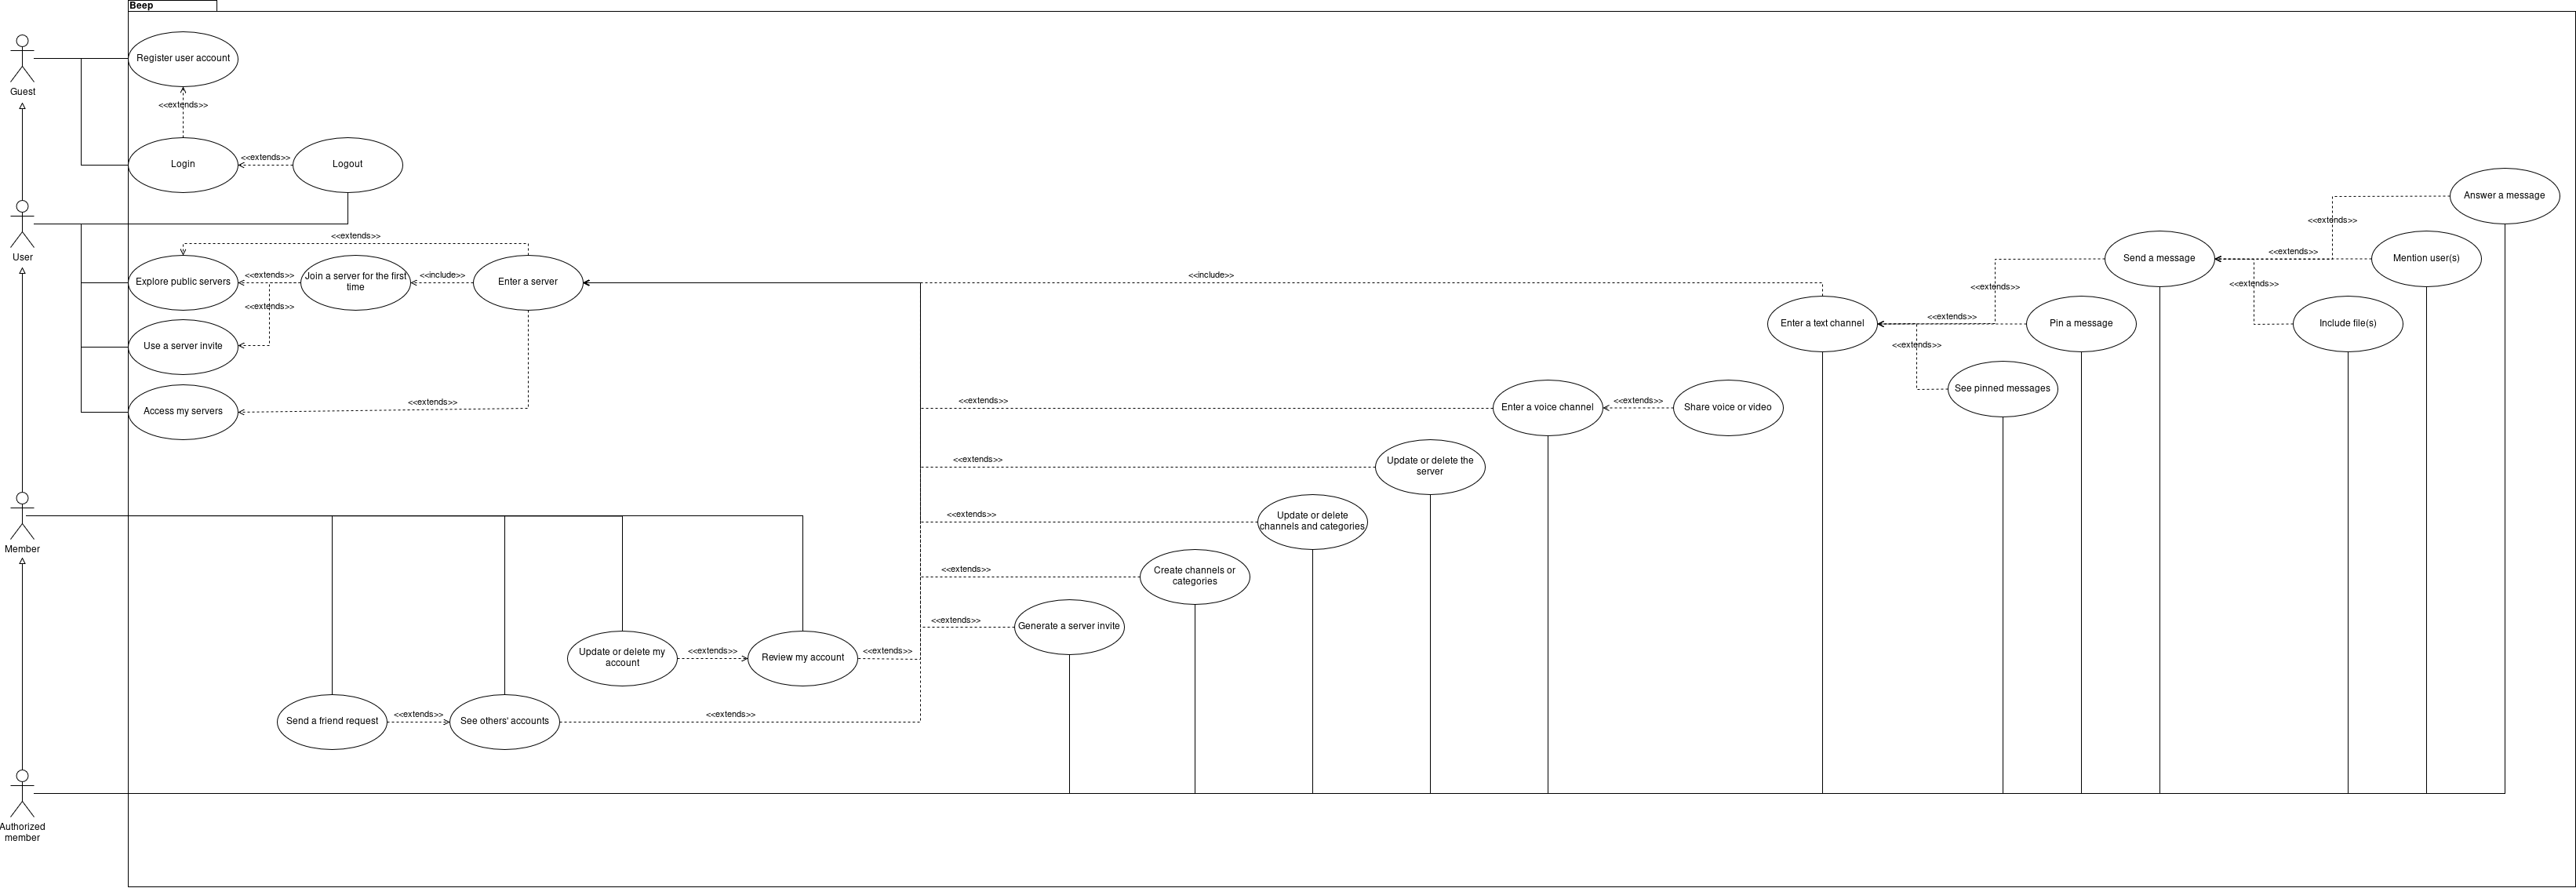 Beep
Register user account
Guest
<<extends>>
Login
<<extends>>
Logout
Answer a message
<<extends>>
User
<<extends>>
Send a message
<<extends>>
Mention user(s)
Explore public servers
<<extends>>
Join a server for the first
time
<<include>>
Enter a server
<<include>>
<<extends>>
<<extends>>
<<extends>>
Enter a text channel
<<extends>>
Pin a message
Include file(s)
Use a server invite
<<extends>>
See pinned messages
Access my servers
<<extends>>
<<extends>>
Enter a voice channel
<<extends>>
Share voice or video
<<extends>>
Update or delete the
server
<<extends>>
Update or delete
channels and categories
Member
<<extends>>
Create channels or
categories
<<extends>>
Generate a server invite
Update or delete my
account
<<extends>>
Review my account
<<extends>>
Send a friend request
<<extends>>
See others' accounts
<<extends>>
Authorized
member